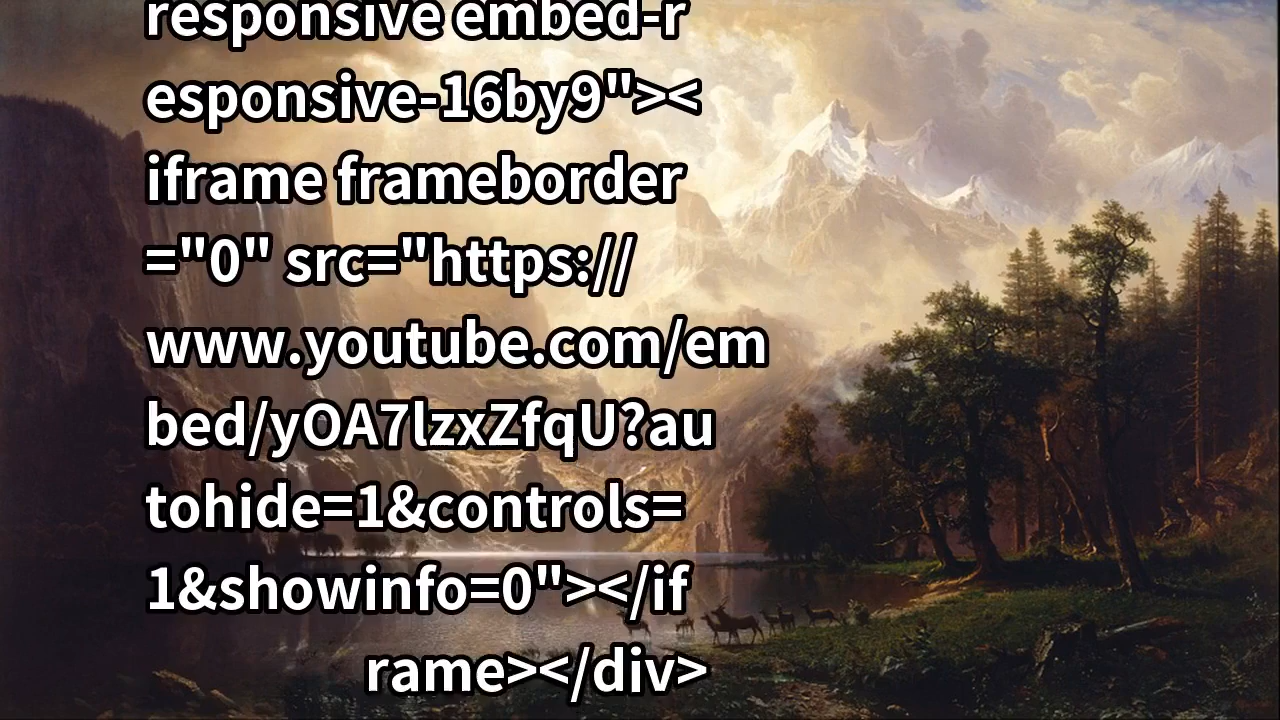 responsive embed-r
esponsive-16by9"><
iframe frameborder
="0" src="https://
www.youtube.com/em
bed/yOA7lzxZfqU?au
tohide=1&controls=
1&showinfo=0"></if
rame></div>